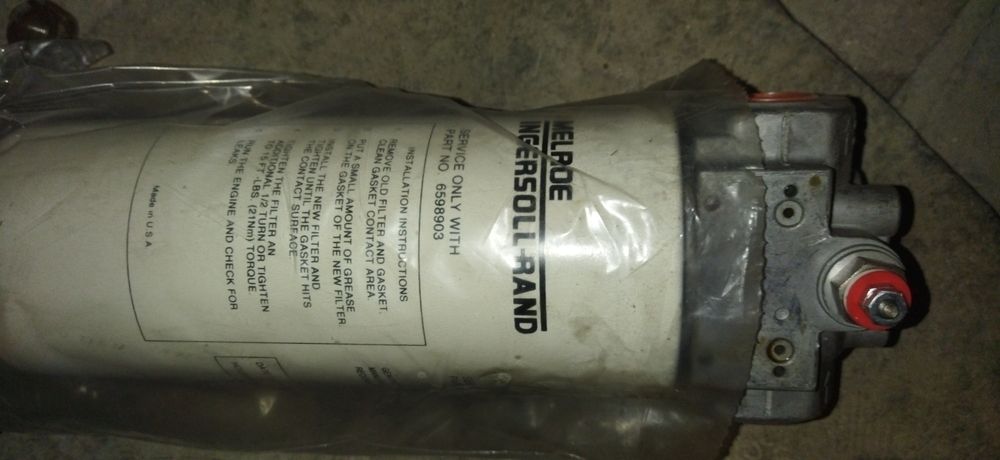 MELROE
INGERSOLL-RAND
SERVICE ONLY WITH
PART NO. 6598903
INSTALLATION INSTRUCTIONS
REMOVE OLD FILTER AND GASKET.
CLEAN GASKET CONTACT AREA.
PUT A SMALL AMOUNT OF GREASE
ON THE GASKET OF THE NEW FILTER
INSTALL THE NEW FILTER AND
TIGHTEN UNTIL THE GASKET HITS
THE CONTACT SURFACE.
TIGHTEN THE FILTER AN
ADDITIONAL 1/2 TURN OR TIGHTEN
TO 15 FT.-LBS. (21Nm) TORQUE.
RUN THE ENGINE AND CHECK FOR
LEAKS.
Made in U.S.A.